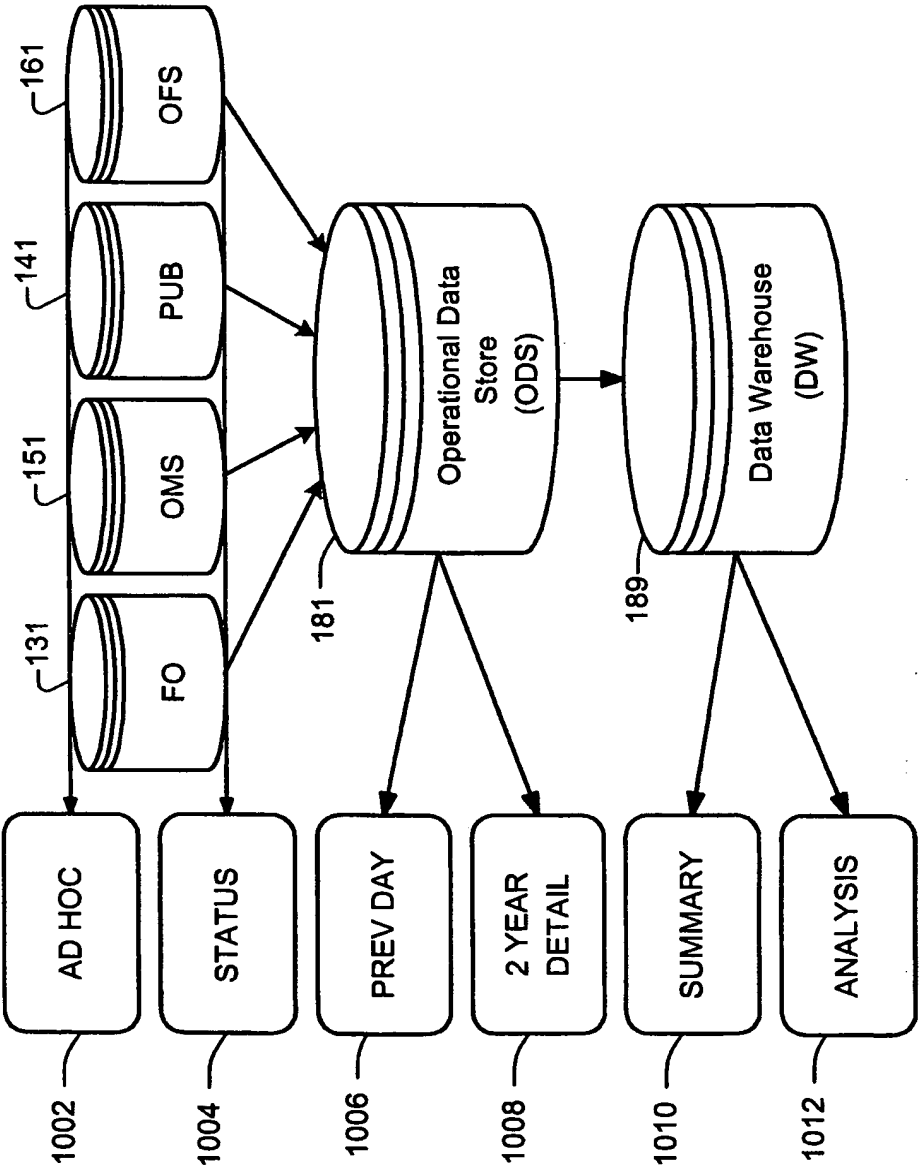 161
141
151
131
OFS
PUB
OMS
FO
AD HOC
1002
STATUS
1004
181
Operational Data
Store
(ODS)
PREV DAY
1006
2 YEAR
DETAIL
1008
189
Data Warehouse
(DW)
SUMMARY
1010
ANALYSIS
1012